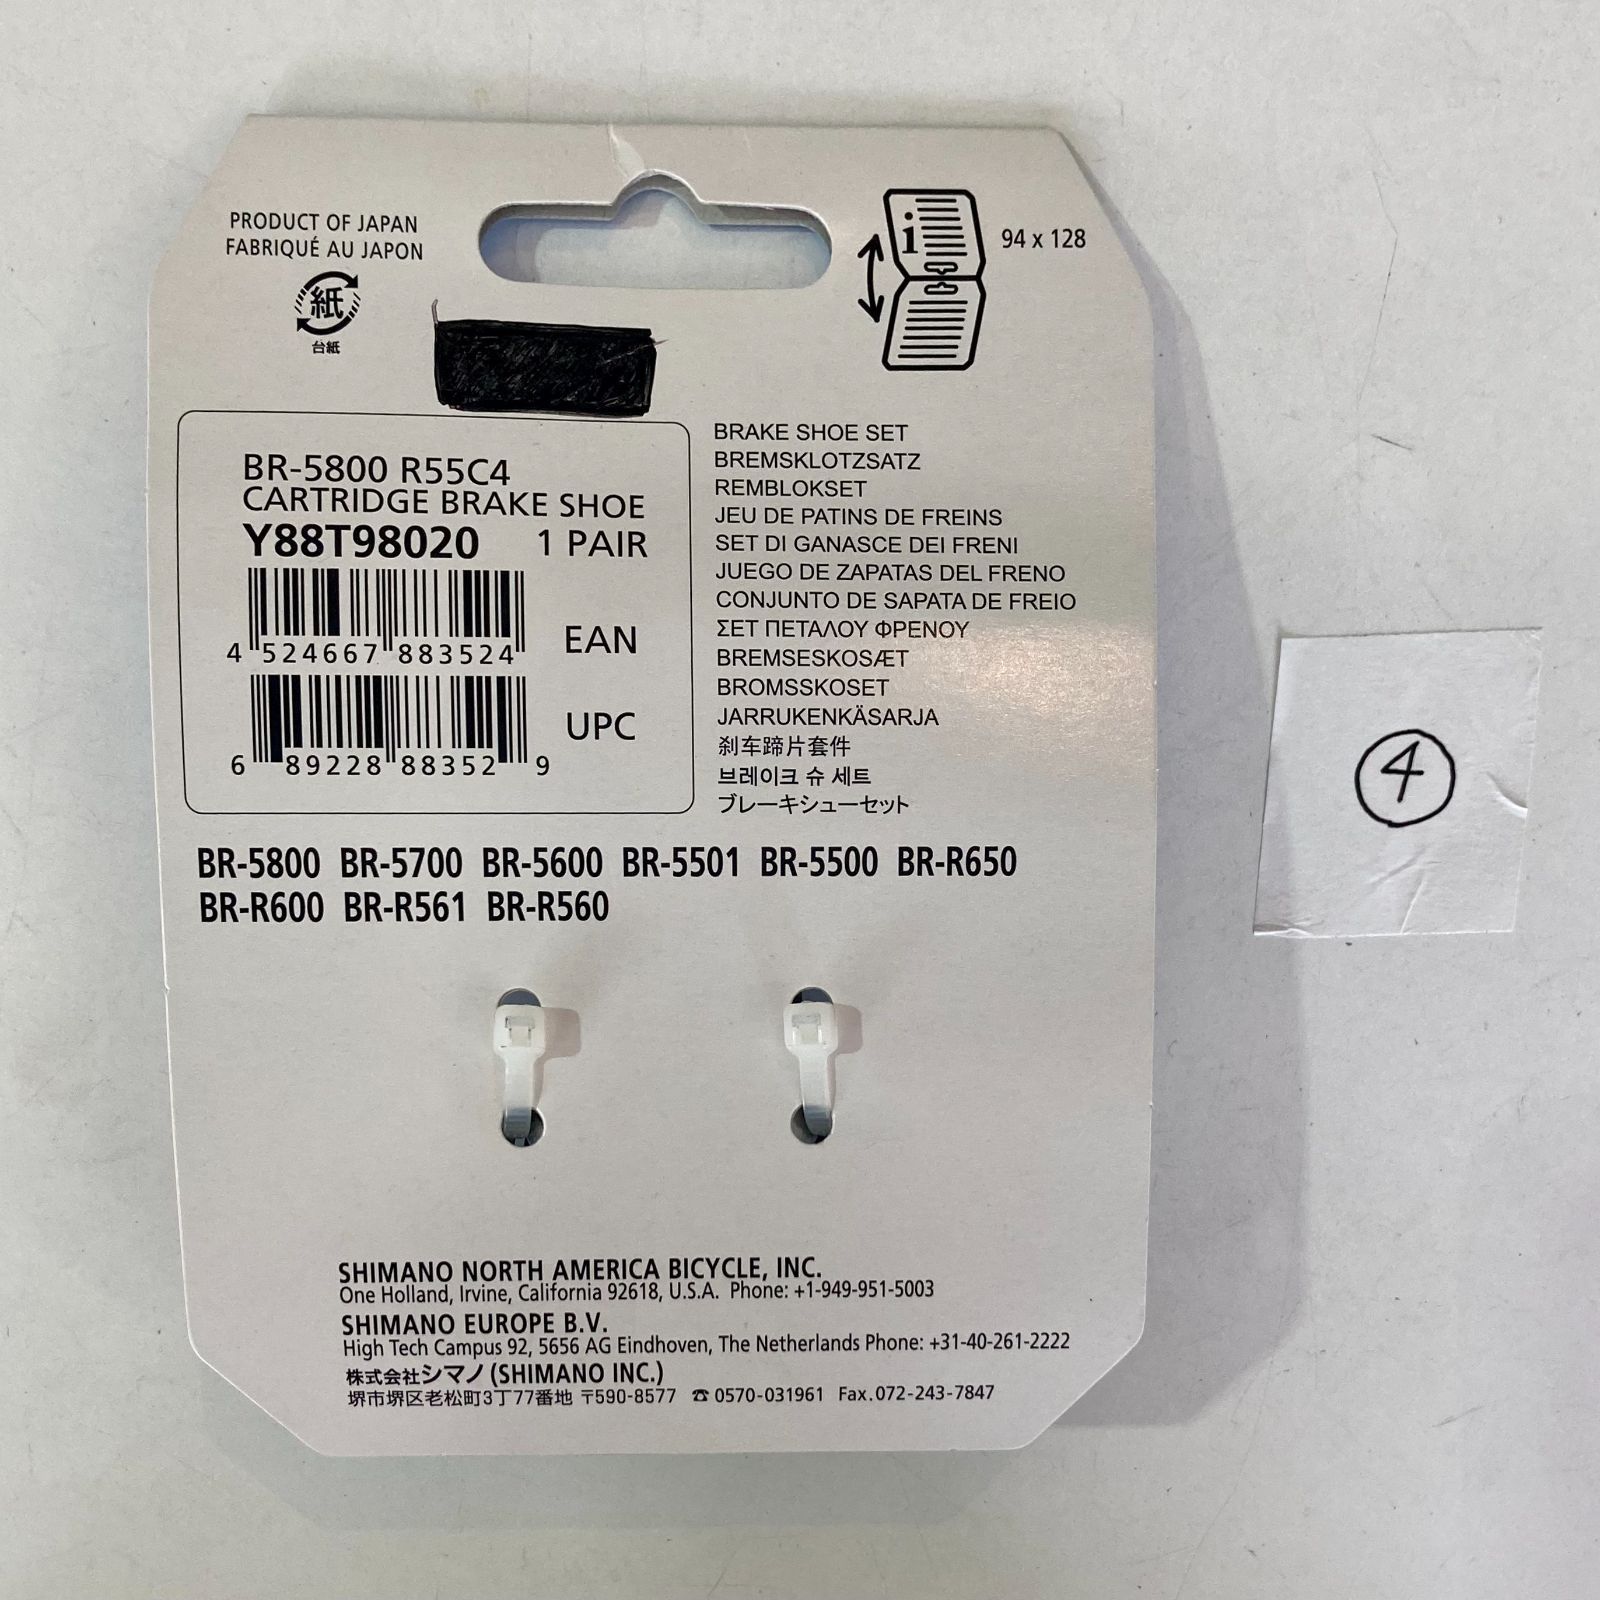 PRODUCT OF JAPAN
FABRIQUÉ AU JAPON
紙
台紙
i
94 x 128
BR-5800 R55C4
CARTRIDGE BRAKE SHOE
Y88T98020 1 PAIR
4 524667 883524
EAN
6 89228 88352 9
UPC
BRAKE SHOE SET
BREMSKLOTZSATZ
REMBLOKSET
JEU DE PATINS DE FREINS
SET DI GANASCE DEI FRENI
JUEGO DE ZAPATAS DEL FRENO
CONJUNTO DE SAPATA DE FREIO
ΣΕΤ ΠΕΤΑΛΟΥ ΦΡΕΝΟΥ
BREMSESKOSÆT
BROMSSKOSET
JARRUKENKÄSARJA
刹车蹄片套件
브레이크 슈 세트
ブレーキシューセット
BR-5800 BR-5700 BR-5600 BR-5501 BR-5500 BR-R650
BR-R600 BR-R561 BR-R560
SHIMANO NORTH AMERICA BICYCLE, INC.
One Holland, Irvine, California 92618, U.S.A. Phone: +1-949-951-5003
SHIMANO EUROPE B.V.
High Tech Campus 92, 5656 AG Eindhoven, The Netherlands Phone: +31-40-261-2222
株式会社シマノ (SHIMANO INC.)
堺市堺区老松町3丁77番地 〒590-8577 ☎ 0570-031961 Fax.072-243-7847
④